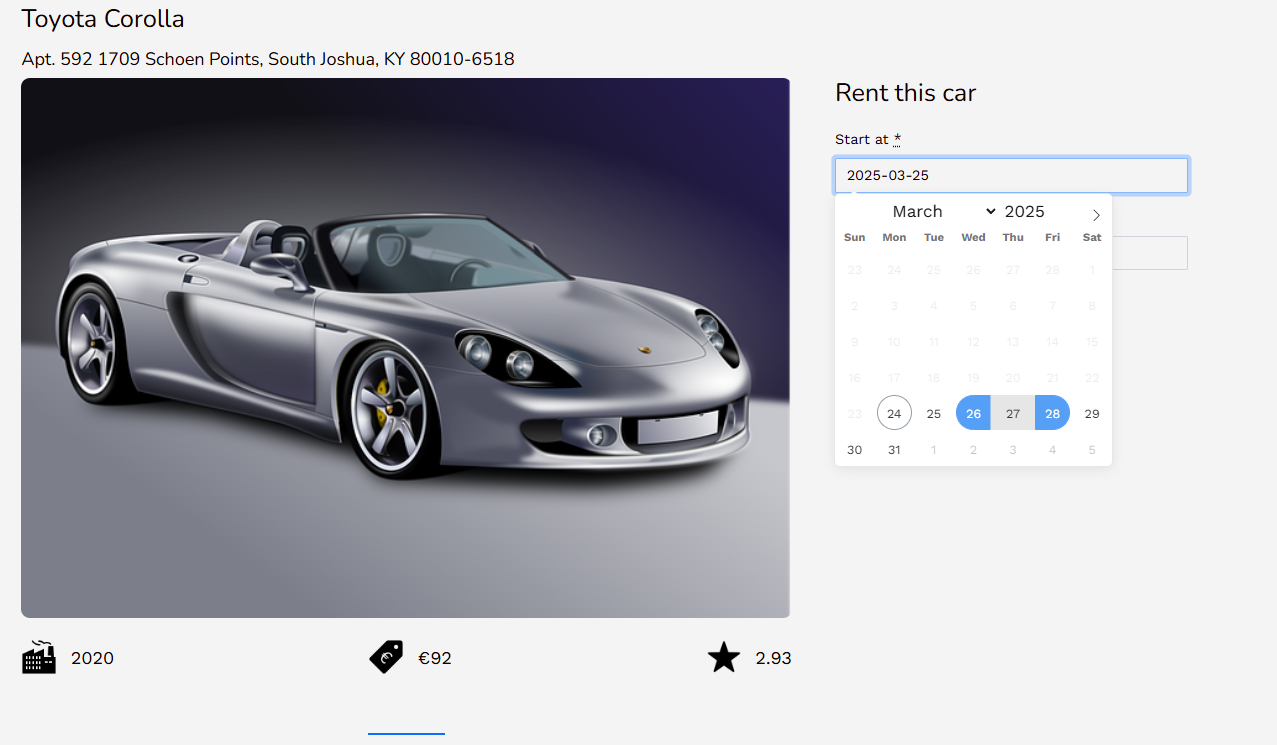 Toyota Corolla
Apt. 592 1709 Schoen Points, South Joshua, KY 80010-6518
Rent this car
Start at *
2025-03-25
March 2025
Sun Mon Tue Wed Thu Fri Sat
23 24 25 26 27 28 1
2 3 4 5 6 7 8
9 10 11 12 13 14 15
16 17 18 19 20 21 22
23 24 25 26 27 28 29
30 31 1 2 3 4 5
2020 €92 2.93